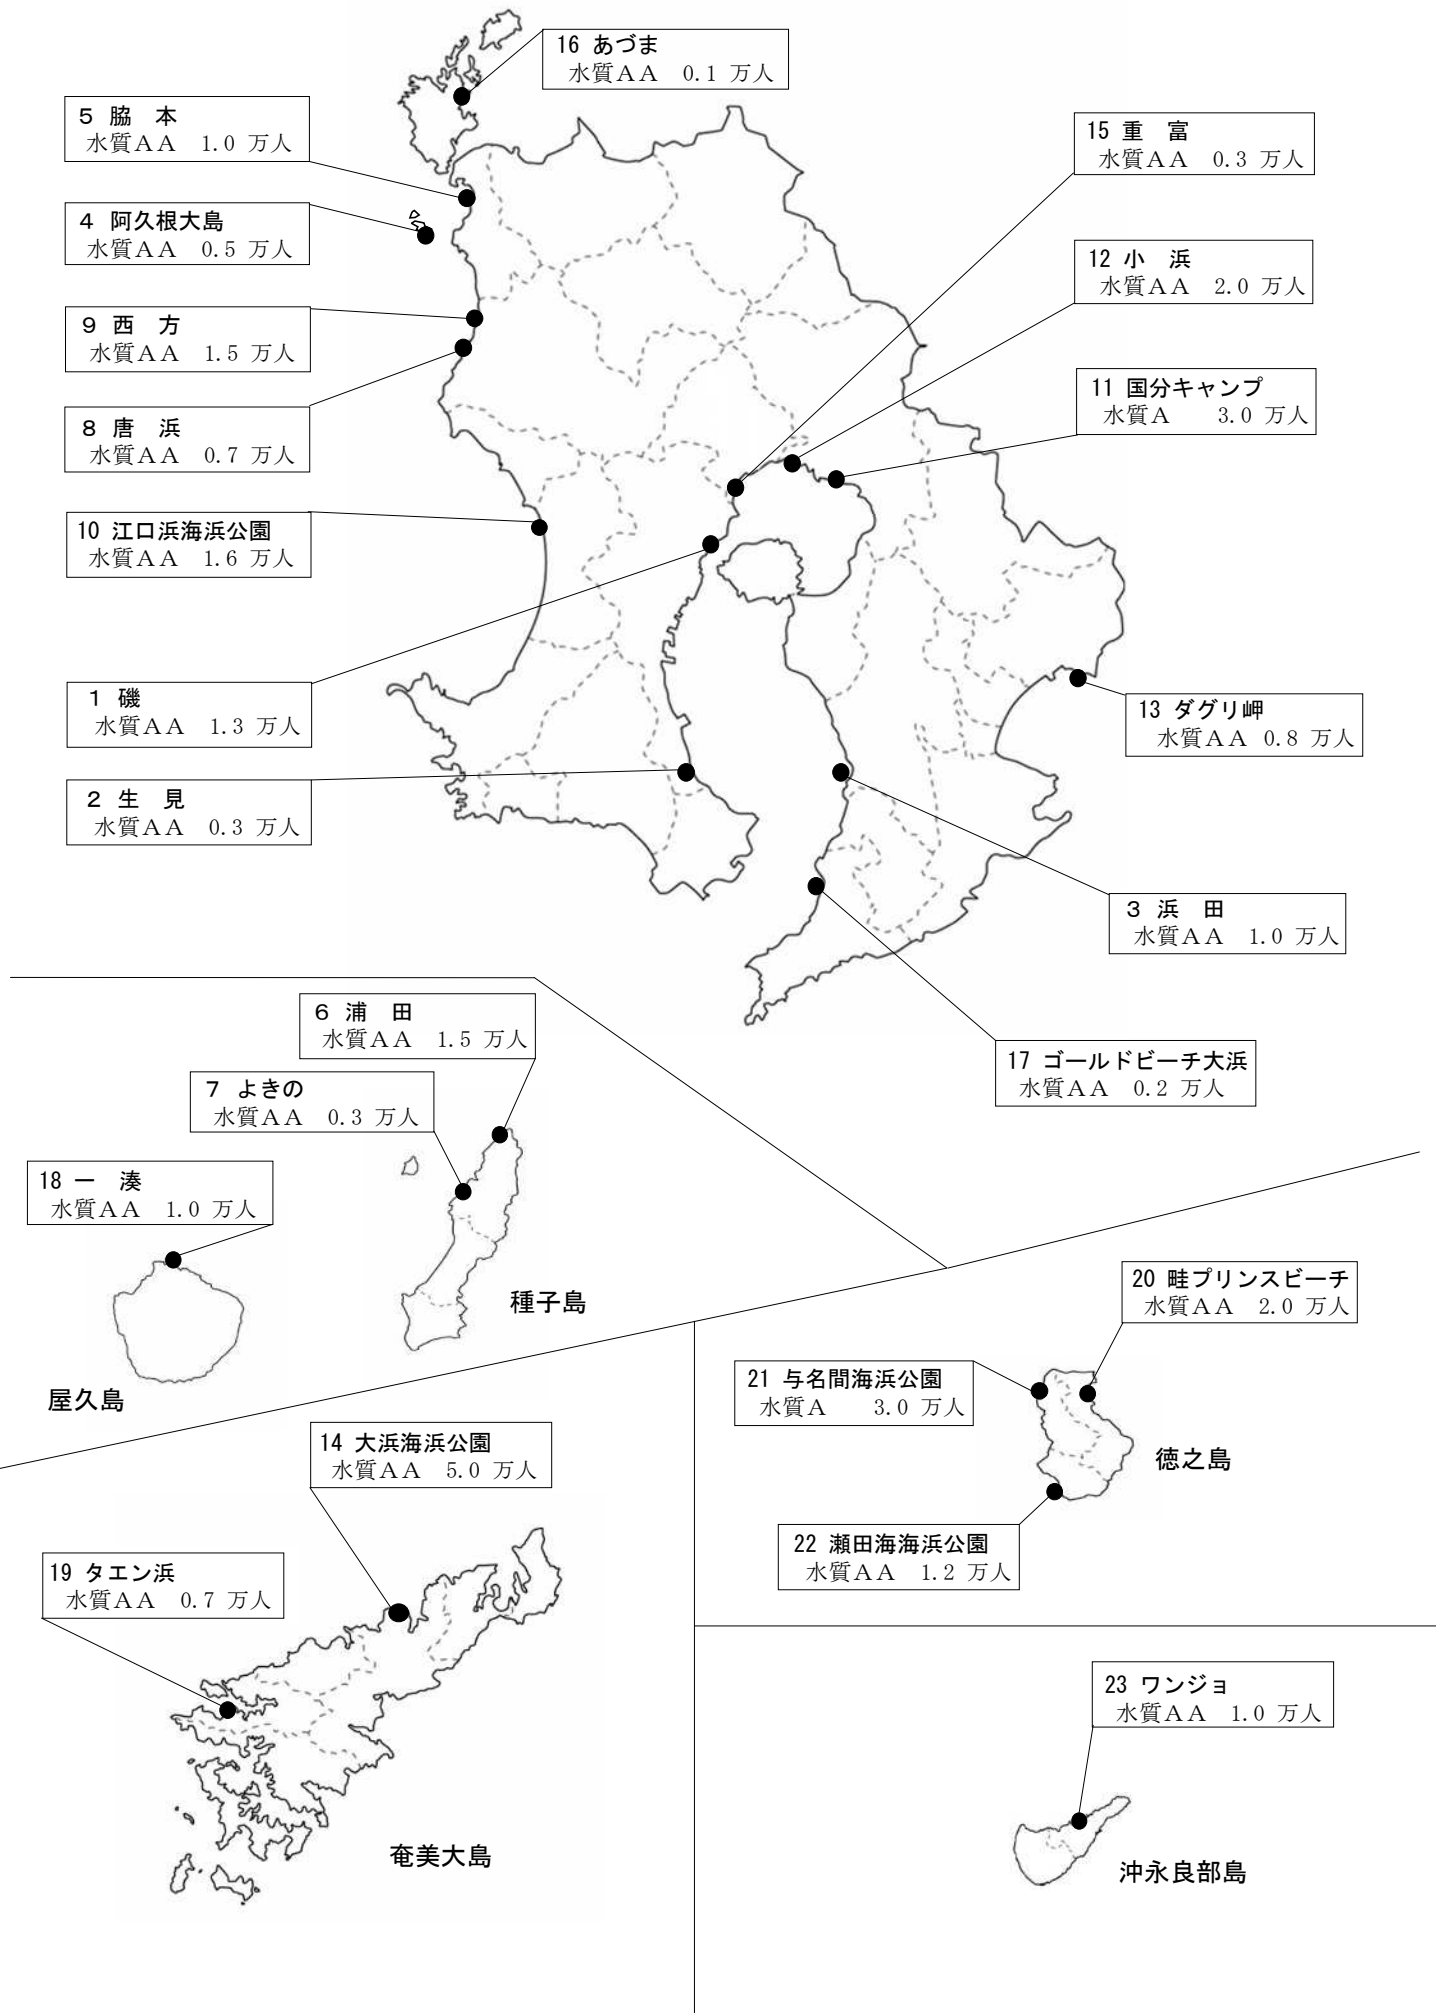 16 あづま
水質ＡＡ 0.1 万人
5 脇 本
水質ＡＡ 1.0 万人
15 重 富
水質ＡＡ 0.3 万人
4 阿久根大島
水質ＡＡ 0.5 万人
12 小 浜
水質ＡＡ 2.0 万人
9 西 方
水質ＡＡ 1.5 万人
11 国分キャンプ
水質Ａ 3.0 万人
8 唐 浜
水質ＡＡ 0.7 万人
10 江口浜海浜公園
水質ＡＡ 1.6 万人
1 磯
水質ＡＡ 1.3 万人
13 ダグリ岬
水質ＡＡ 0.8 万人
2 生 見
水質ＡＡ 0.3 万人
3 浜 田
水質ＡＡ 1.0 万人
6 浦 田
水質ＡＡ 1.5 万人
17 ゴールドビーチ大浜
水質ＡＡ 0.2 万人
7 よきの
水質ＡＡ 0.3 万人
18 一 湊
水質ＡＡ 1.0 万人
種子島
屋久島
20 畦プリンスビーチ
水質ＡＡ 2.0 万人
21 与名間海浜公園
水質Ａ 3.0 万人
徳之島
14 大浜海浜公園
水質ＡＡ 5.0 万人
22 瀬田海海浜公園
水質ＡＡ 1.2 万人
19 タエン浜
水質ＡＡ 0.7 万人
23 ワンジョ
水質ＡＡ 1.0 万人
奄美大島
沖永良部島